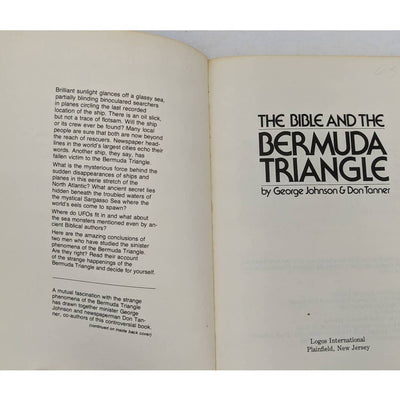 Brilliant sunlight glances off a glassy sea,
partially blinding binoculared searchers
in planes circling over the last recorded
location of the ship. There is an oil slick,
but not a trace of flotsam. Will the ship
or its crew ever be found? Many local
people are sure that both are now beyond
the reach of rescuers. Newspaper head-
lines in the world's largest cities echo their
words. Another ship, they say, has
fallen victim to the Bermuda Triangle.
What is the mysterious force behind the
sudden disappearances of ships and
planes in this eerie stretch of the
North Atlantic? What ancient secret lies
hidden beneath the troubled waters of
the mystical Sargasso Sea where the
world's eels come to spawn?
Where do UFOs fit in and what about
the sea monsters mentioned even by an-
cient Biblical authors?
Here are the amazing conclusions of
two men who have studied the sinister
phenomena of the Bermuda Triangle.
Are they right? Read their account
of the strange happenings of the
Bermuda Triangle and decide for yourself.
A mutual fascination with the strange
phenomena of the Bermuda Triangle
has drawn together minister George
Johnson and newspaperman Don Tan-
ner, co-authors of this controversial book.
(continued on inside back cover)
THE BIBLE AND THE
BERMUDA
TRIANGLE
by George Johnson & Don Tanner
Logos International
Plainfield, New Jersey